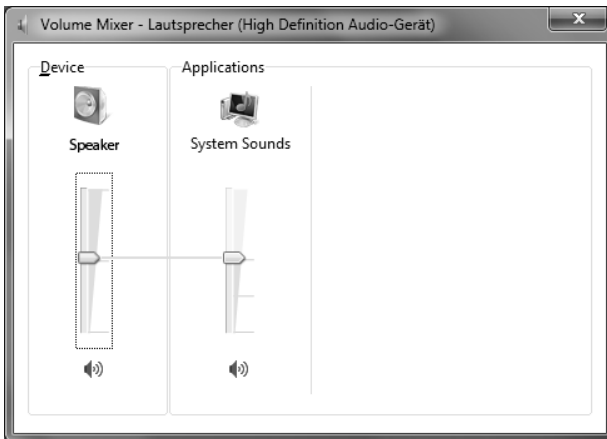 Volume Mixer - Lautsprecher (High Definition Audio-Gerät)
Device Applications
Speaker System Sounds